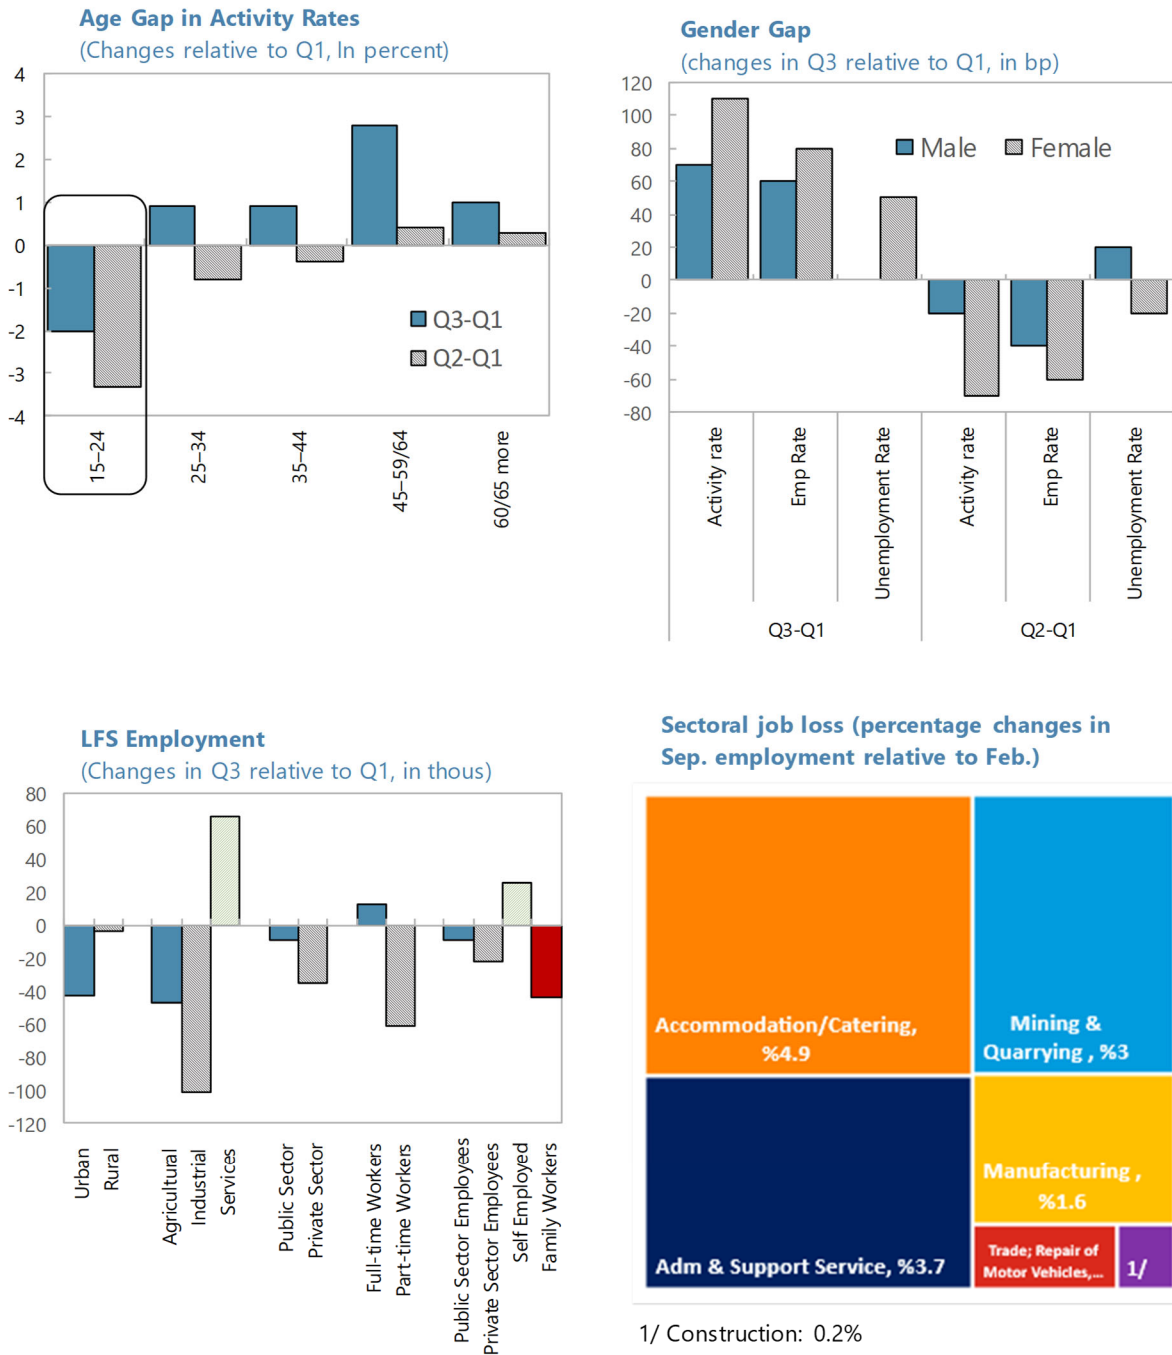 Age Gap in Activity Rates
(Changes relative to Q1, In percent)
4
3
2
1
0
-1
-2
-3
-4
Q3-Q1
Q2-Q1
15–24
25–34
35–44
45–59/64
60/65 more
Gender Gap
(changes in Q3 relative to Q1, in bp)
120
100
80
60
40
20
0
-20
-40
-60
-80
Male
Female
Activity rate
Emp Rate
Unemployment Rate
Activity rate
Emp Rate
Unemployment Rate
Q3-Q1
Q2-Q1
LFS Employment
(Changes in Q3 relative to Q1, in thous)
80
60
40
20
0
-20
-40
-60
-80
-100
-120
Urban
Rural
Agricultural
Industrial
Services
Public Sector
Private Sector
Full-time Workers
Part-time Workers
Public Sector Employees
Private Sector Employees
Self Employed
Family Workers
Sectoral job loss (percentage changes in
Sep. employment relative to Feb.)
Accommodation/Catering,
%4.9
Mining &
Quarrying , %3
Adm & Support Service, %3.7
Manufacturing ,
%1.6
Trade; Repair of
Motor Vehicles,...
1/
1/ Construction: 0.2%